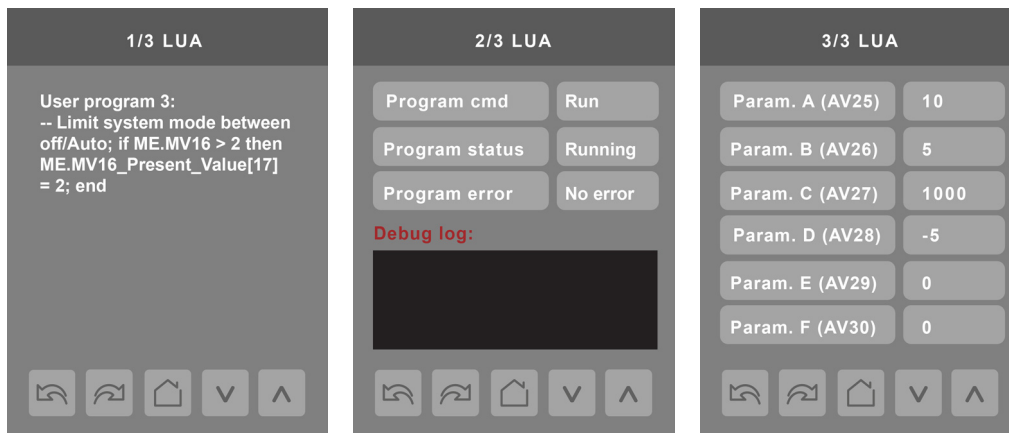 1/3 LUA
User program 3:
-- Limit system mode between
off/Auto; if ME.MV16 > 2 then
ME.MV16_Present_Value[17]
= 2; end
2/3 LUA
Program cmd Run
Program status Running
Program error No error
Debug log:
3/3 LUA
Param. A (AV25) 10
Param. B (AV26) 5
Param. C (AV27) 1000
Param. D (AV28) -5
Param. E (AV29) 0
Param. F (AV30) 0